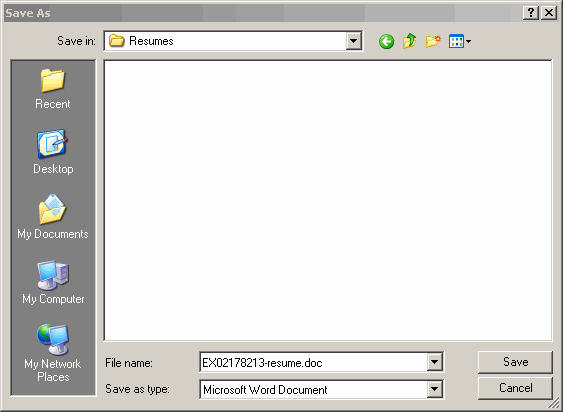 Save As
Save in:
Resumes
Recent
Desktop
My Documents
My Computer
My Network
Places
File name:
EX02178213-resume.doc
Save
Save as type:
Microsoft Word Document
Cancel